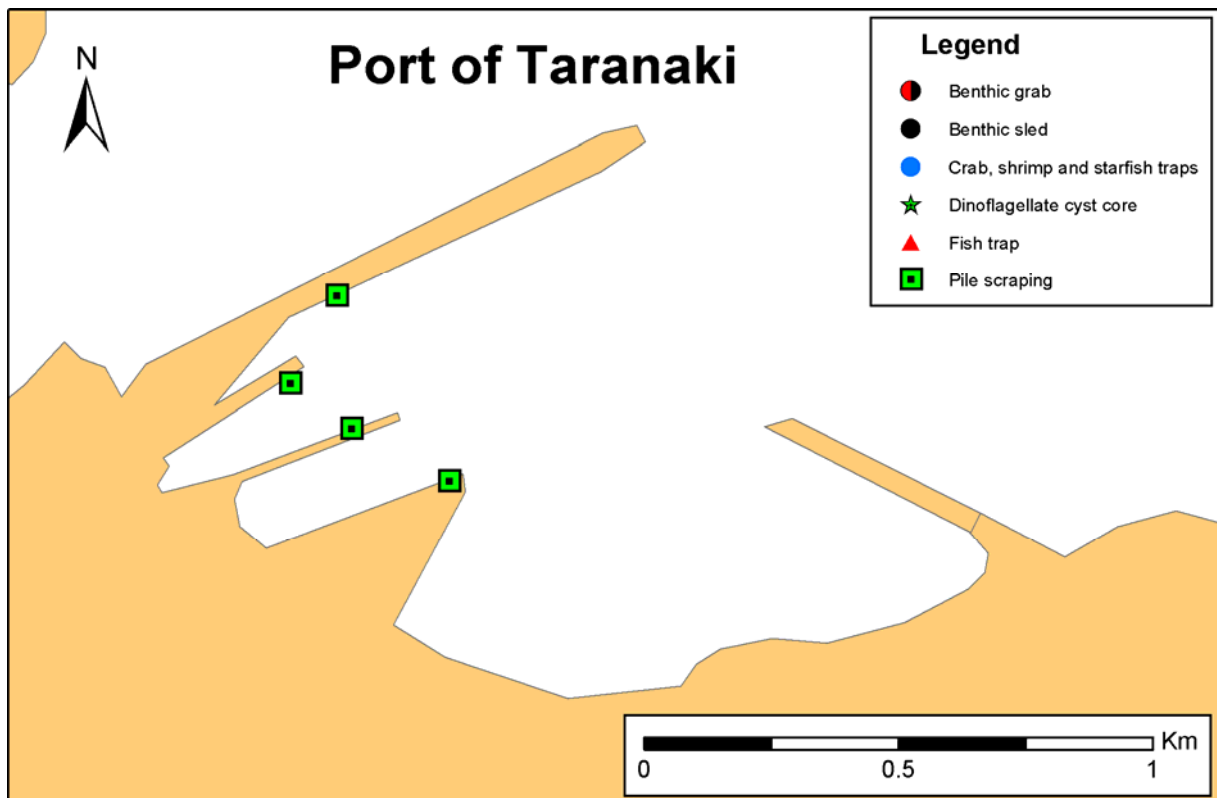 Port of Taranaki
N
Legend
Benthic grab
Benthic sled
Crab, shrimp and starfish traps
Dinoflagellate cyst core
Fish trap
Pile scraping
Km
0 0.5 1